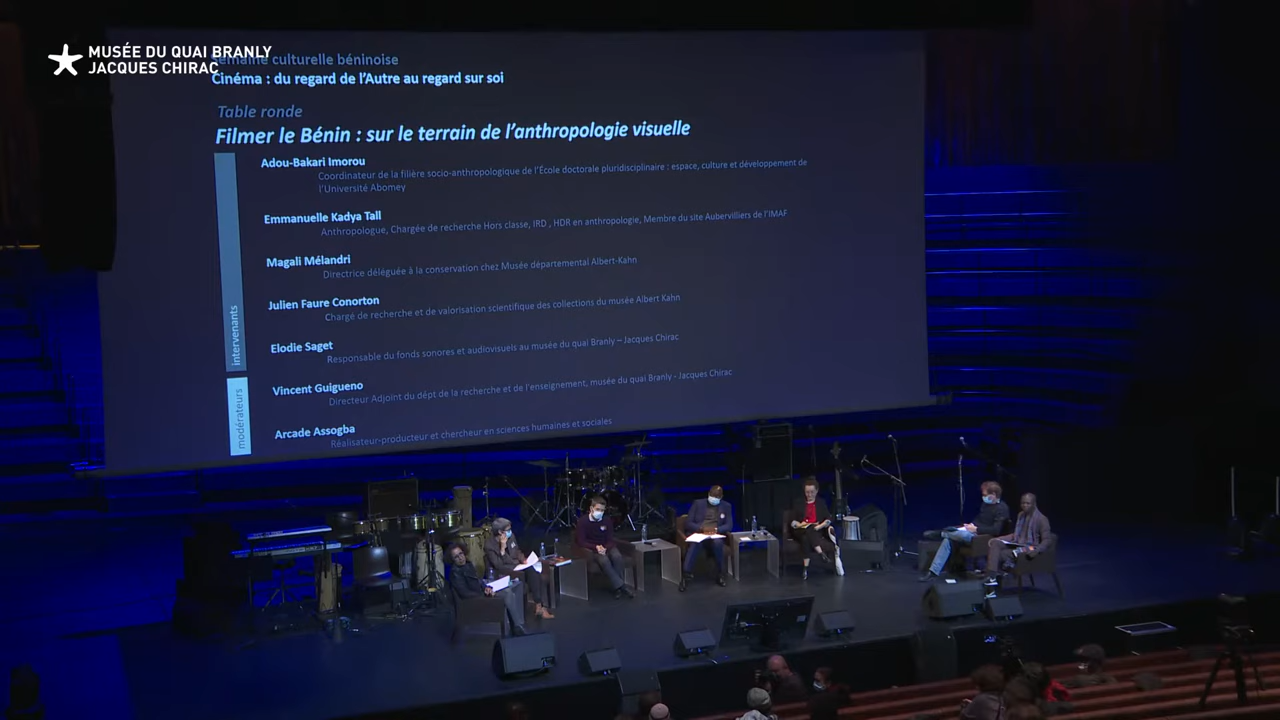 MUSÉE DU QUAI BRANLY
JACQUES CHIRAC
Semaine culturelle béninoise
Cinéma : du regard de l'Autre au regard sur soi
Table ronde
Filmer le Bénin : sur le terrain de l'anthropologie visuelle
intervenants
Adou-Bakari Imorou
Coordinateur de la filière socio-anthropologique de l'École doctorale pluridisciplinaire : espace, culture et développement de
l'Université Abomey
Emmanuelle Kadya Tall
Anthropologue, Chargée de recherche Hors classe, IRD , HDR en anthropologie, Membre du site Aubervilliers de l'IMAF
Magali Mélandri
Directrice déléguée à la conservation chez Musée départemental Albert-Kahn
Julien Faure Conorton
Chargé de recherche et de valorisation scientifique des collections du musée Albert Kahn
Elodie Saget
Responsable du fonds sonores et audiovisuels au musée du quai Branly – Jacques Chirac
modérateurs
Vincent Guigueno
Directeur Adjoint du dépt de la recherche et de l'enseignement, musée du quai Branly - Jacques Chirac
Arcade Assogba
Réalisateur-producteur et chercheur en sciences humaines et sociales